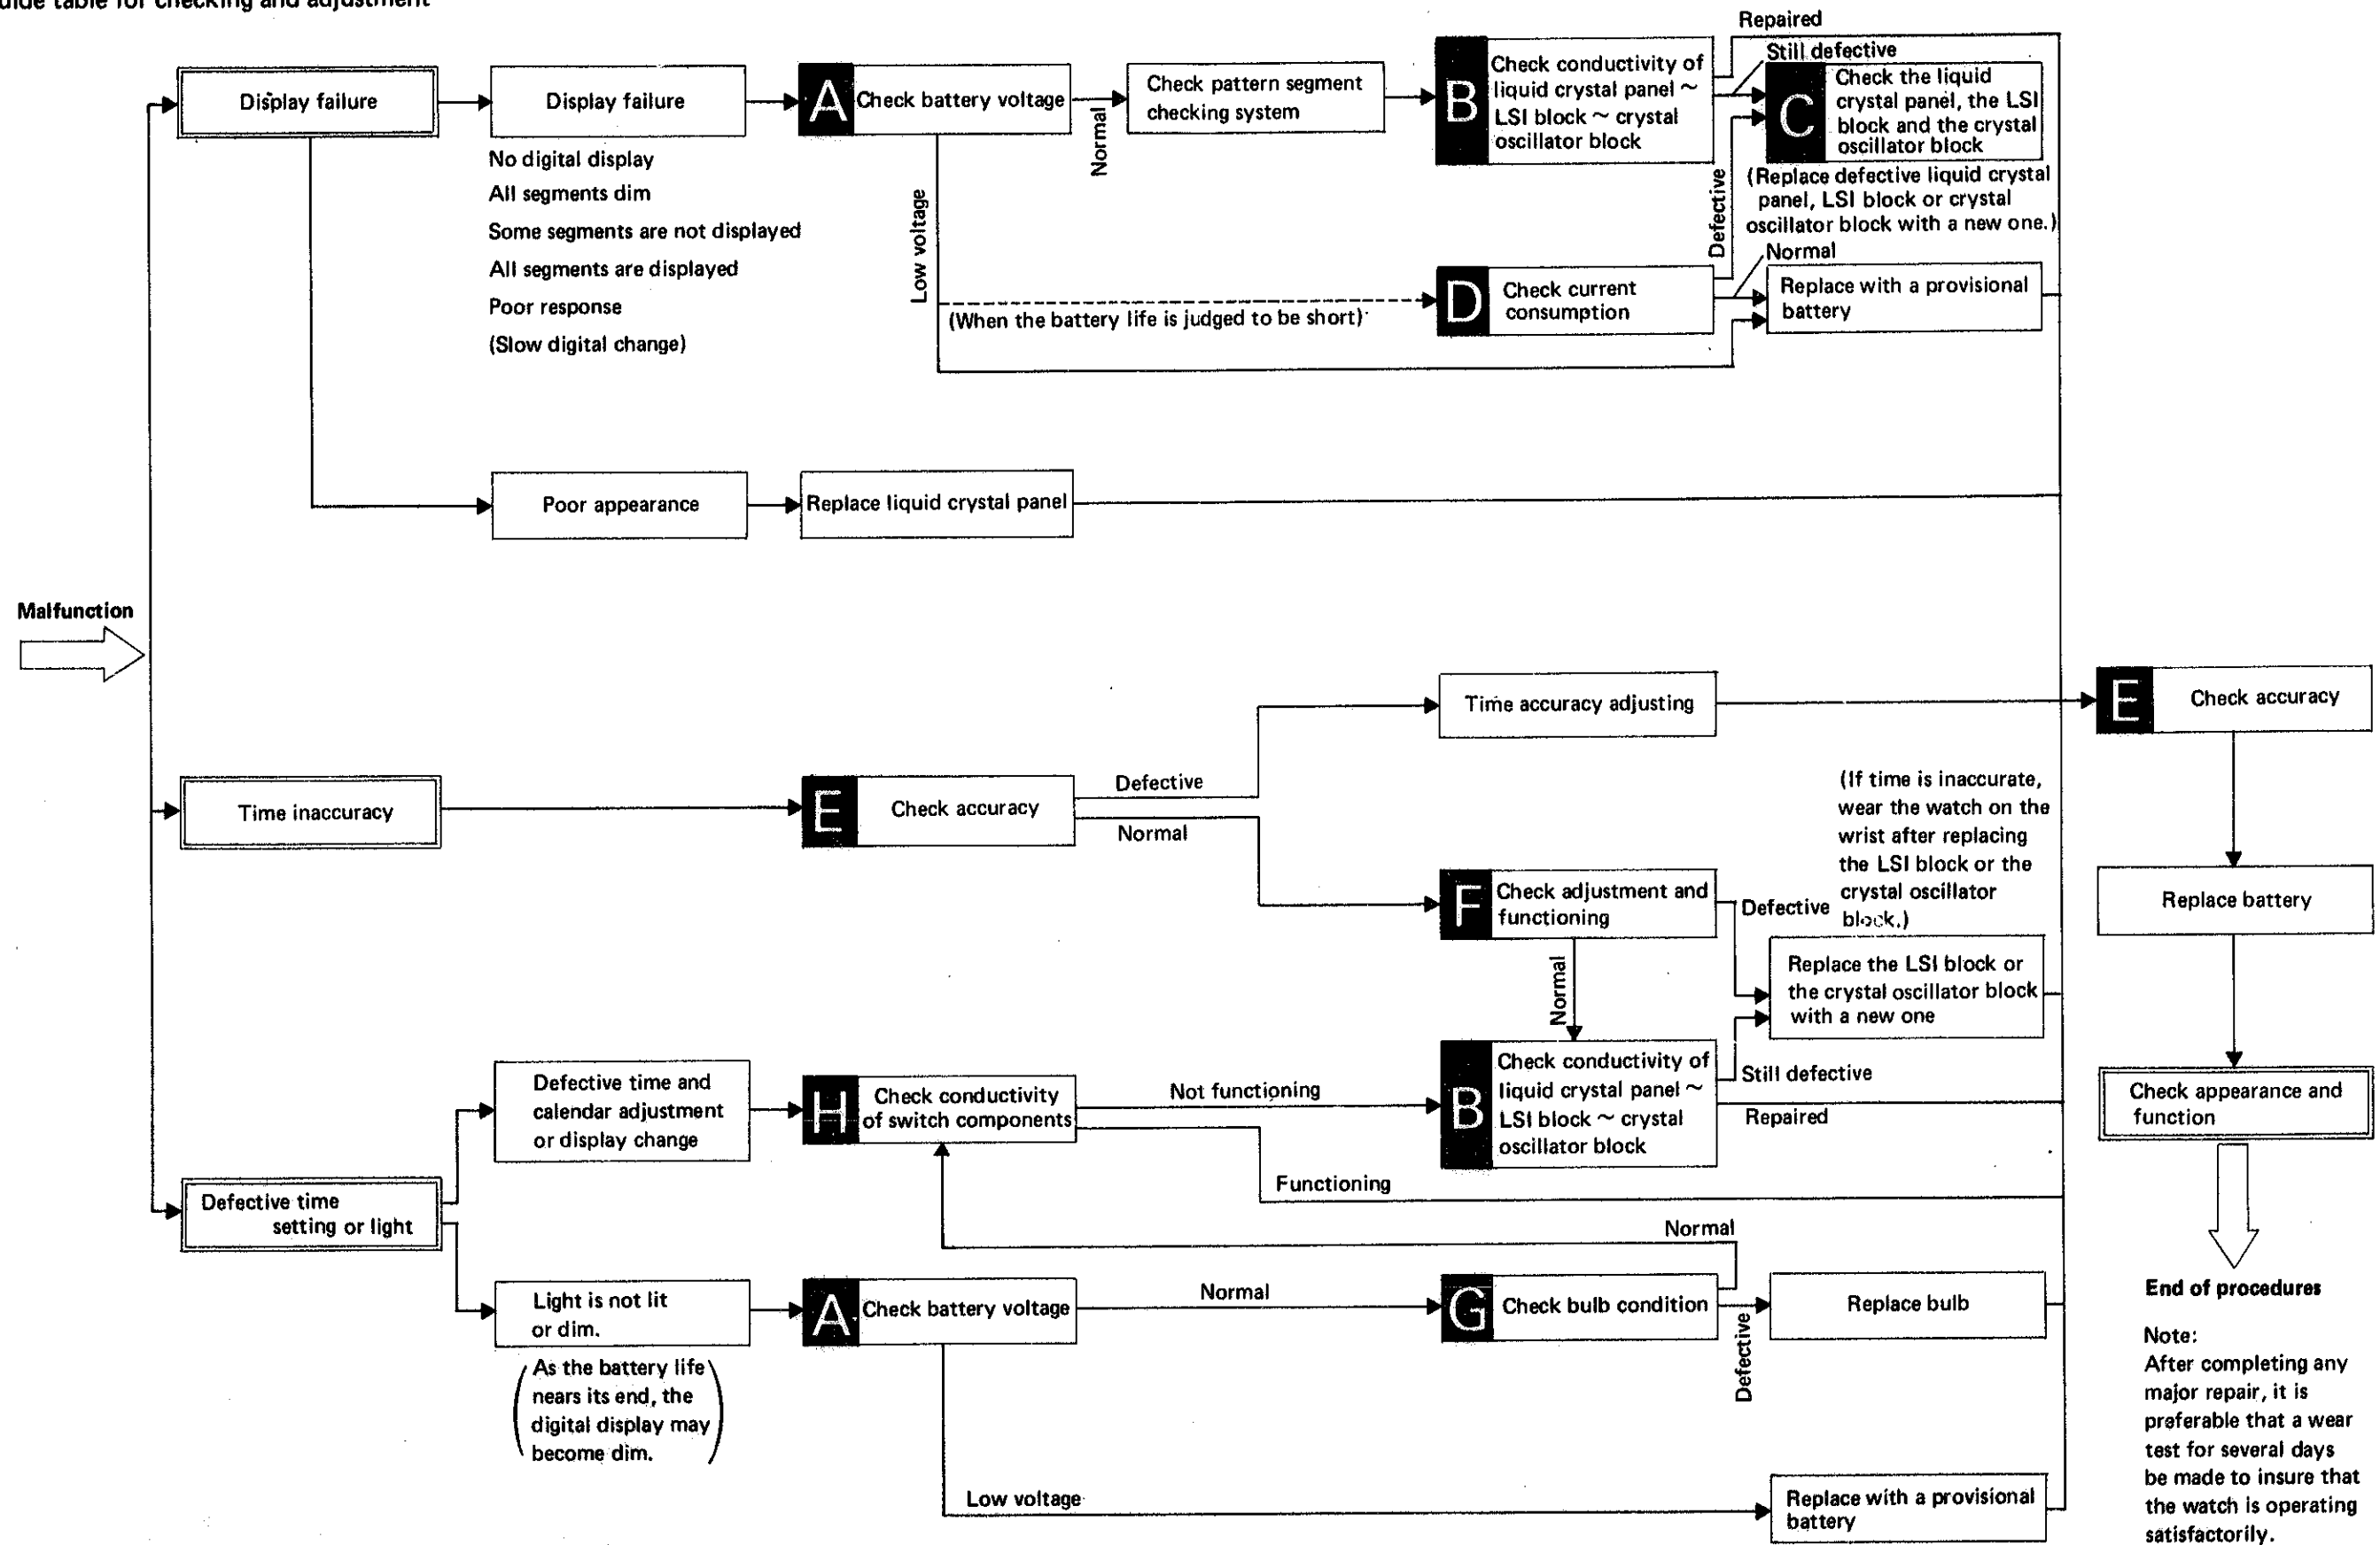 table for checking and adjustment
Display failure
Display failure
No digital display
All segments dim
Some segments are not displayed
All segments are displayed
Poor response
(Slow digital change)
A
Check battery voltage
Normal
Low voltage
Check pattern segment
checking system
B
Check conductivity of
liquid crystal panel ~
LSI block ~ crystal
oscillator block
Repaired
Still defective
C
Check the liquid
crystal panel, the LSI
block and the crystal
oscillator block
(Replace defective liquid crystal
panel, LSI block or crystal
oscillator block with a new one.)
(When the battery life is judged to be short)
D
Check current
consumption
Defective
Normal
Replace with a provisional
battery
Poor appearance
Replace liquid crystal panel
Malfunction
Time inaccuracy
E
Check accuracy
Defective
Normal
Time accuracy adjusting
F
Check adjustment and
functioning
Defective
Normal
(If time is inaccurate,
wear the watch on the
wrist after replacing
the LSI block or the
crystal oscillator
block.)
Replace the LSI block or
the crystal oscillator block
with a new one
Defective time
setting or light
Defective time and
calendar adjustment
or display change
H
Check conductivity
of switch components
Not functioning
Functioning
B
Check conductivity of
liquid crystal panel ~
LSI block ~ crystal
oscillator block
Still defective
Repaired
Light is not lit
or dim.
As the battery life
nears its end, the
digital display may
become dim.
A
Check battery voltage
Normal
Low voltage
G
Check bulb condition
Normal
Defective
Replace bulb
Replace with a provisional
battery
E
Check accuracy
Replace battery
Check appearance and
function
End of procedures
Note:
After completing any
major repair, it is
preferable that a wear
test for several days
be made to insure that
the watch is operating
satisfactorily.